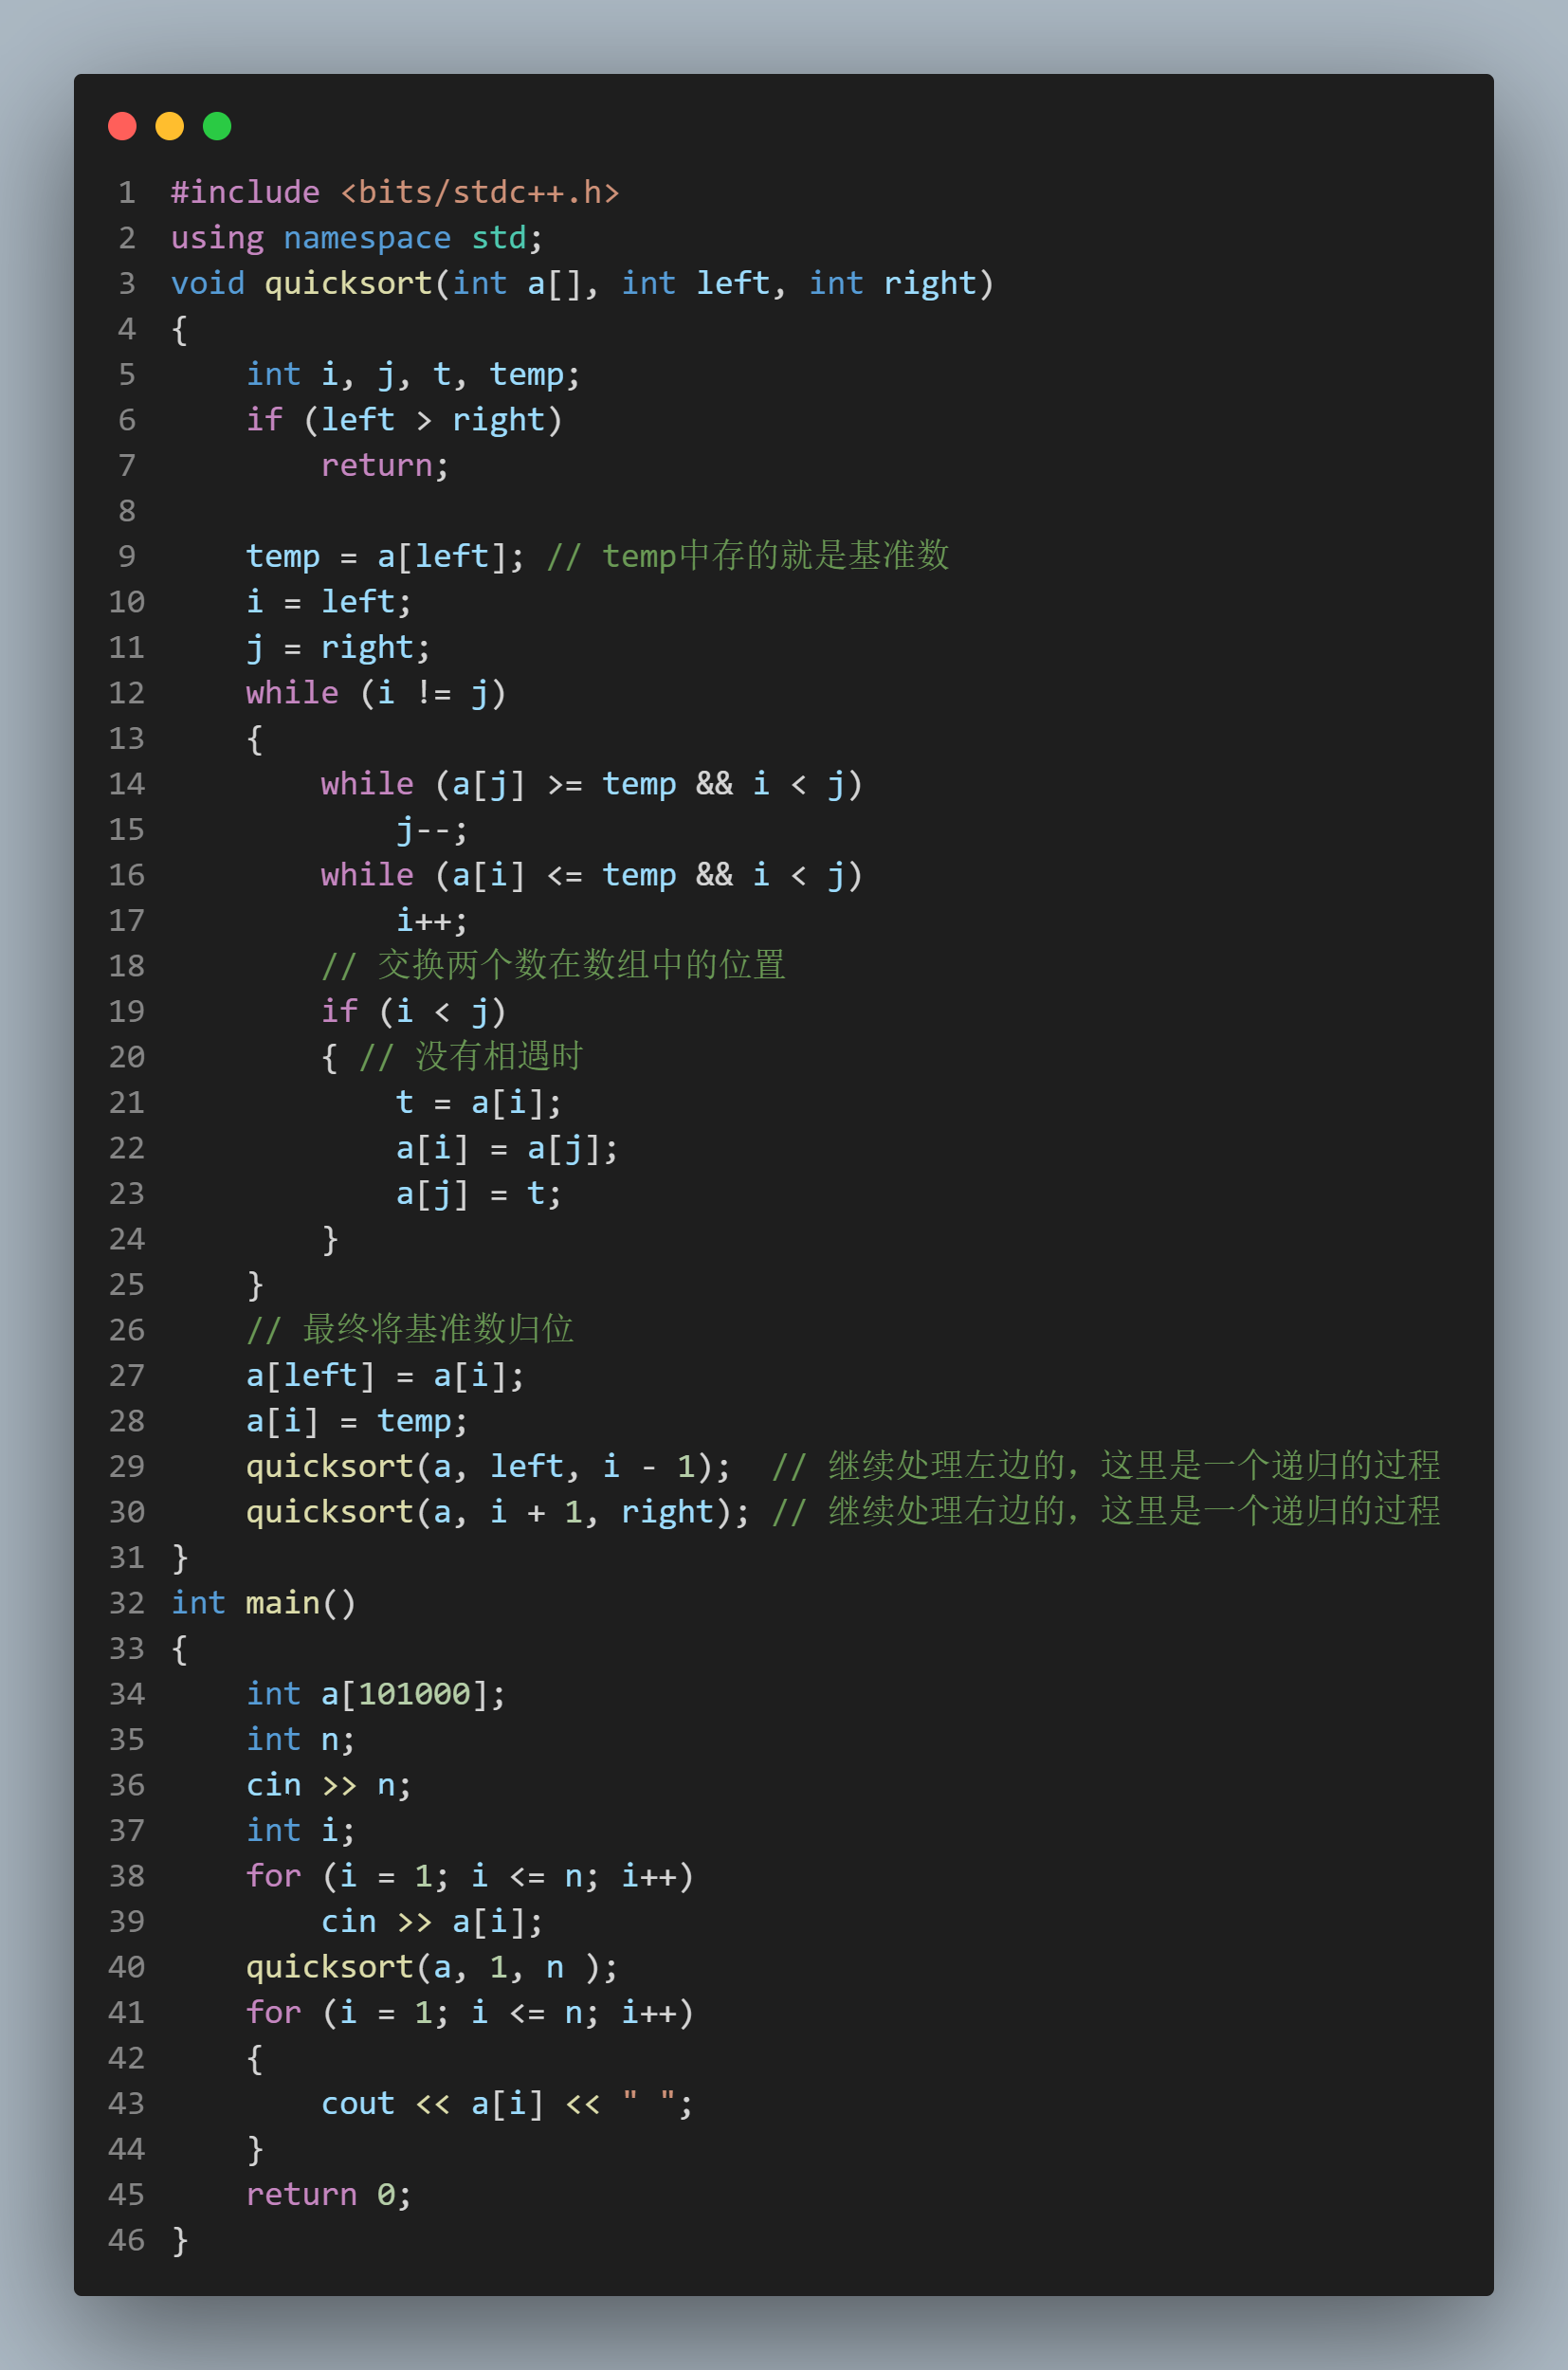 1 #include <bits/stdc++.h>
2 using namespace std;
3 void quicksort(int a[], int left, int right)
4 {
5     int i, j, t, temp;
6     if (left > right)
7         return;
8
9     temp = a[left]; // temp中存的就是基准数
10     i = left;
11     j = right;
12     while (i != j)
13     {
14         while (a[j] >= temp && i < j)
15             j--;
16         while (a[i] <= temp && i < j)
17             i++;
18         // 交换两个数在数组中的位置
19         if (i < j)
20         { // 没有相遇时
21             t = a[i];
22             a[i] = a[j];
23             a[j] = t;
24         }
25     }
26     // 最终将基准数归位
27     a[left] = a[i];
28     a[i] = temp;
29     quicksort(a, left, i - 1);  // 继续处理左边的，这里是一个递归的过程
30     quicksort(a, i + 1, right); // 继续处理右边的，这里是一个递归的过程
31 }
32 int main()
33 {
34     int a[101000];
35     int n;
36     cin >> n;
37     int i;
38     for (i = 1; i <= n; i++)
39         cin >> a[i];
40     quicksort(a, 1, n );
41     for (i = 1; i <= n; i++)
42     {
43         cout << a[i] << " ";
44     }
45     return 0;
46 }